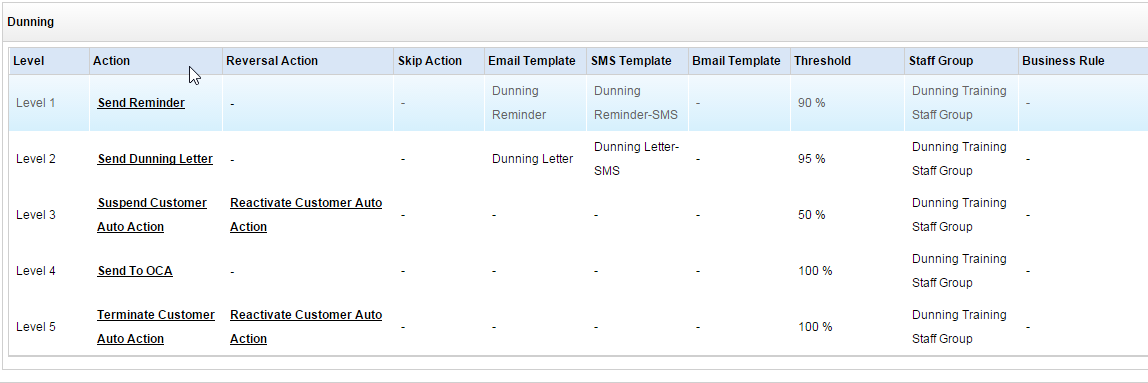 Dunning
Level Action Reversal Action Skip Action Email Template SMS Template Bmail Template Threshold Staff Group Business Rule
Level 1 Send Reminder - - Dunning Reminder Dunning Reminder-SMS - 90 % Dunning Training Staff Group -
Level 2 Send Dunning Letter - - Dunning Letter Dunning Letter-SMS - 95 % Dunning Training Staff Group -
Level 3 Suspend Customer Auto Action Reactivate Customer Auto Action - - - - 50 % Dunning Training Staff Group -
Level 4 Send To OCA - - - - - 100 % Dunning Training Staff Group -
Level 5 Terminate Customer Auto Action Reactivate Customer Auto Action - - - - 100 % Dunning Training Staff Group -